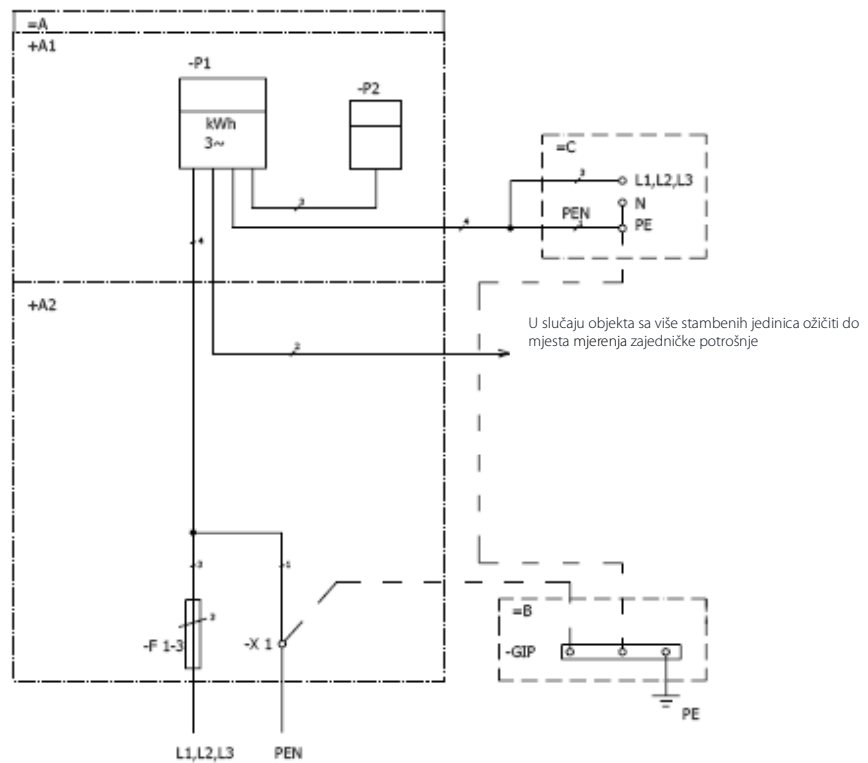 =A
+A1
-P1
-P2
kWh
3~
3
=C
3
L1,L2,L3
N
PEN
PE
4
4
+A2
U slučaju objekta sa više stambenih jedinica ožičiti do
mjesta mjerenja zajedničke potrošnje
2
3
1
=B
3
-F 1-3
-X 1
-GIP
PE
L1,L2,L3
PEN